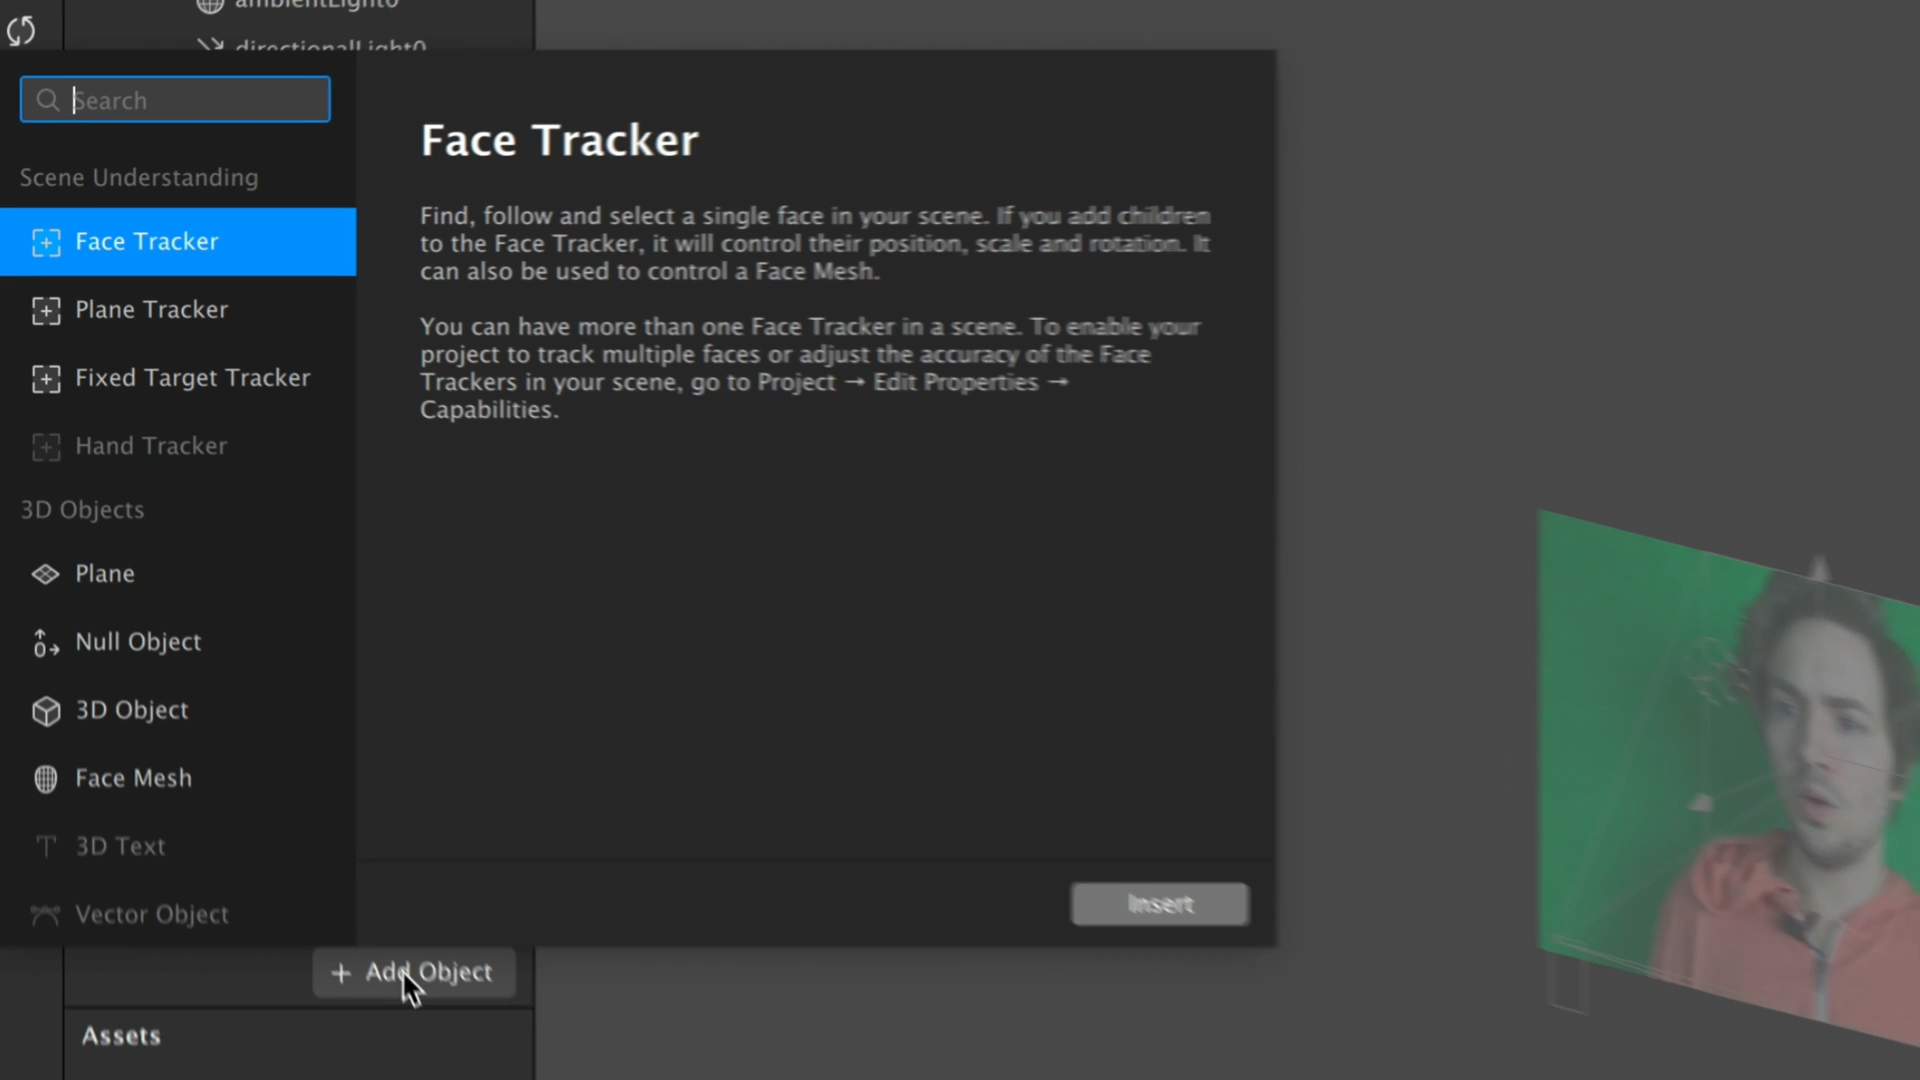 ambientLight0
directionalLight0
Search
Scene Understanding
Face Tracker
Plane Tracker
Fixed Target Tracker
Hand Tracker
3D Objects
Plane
Null Object
3D Object
Face Mesh
3D Text
Vector Object
Face Tracker
Find, follow and select a single face in your scene. If you add children
to the Face Tracker, it will control their position, scale and rotation. It
can also be used to control a Face Mesh.
You can have more than one Face Tracker in a scene. To enable your
project to track multiple faces or adjust the accuracy of the Face
Trackers in your scene, go to Project → Edit Properties →
Capabilities.
Insert
+ Add Object
Assets